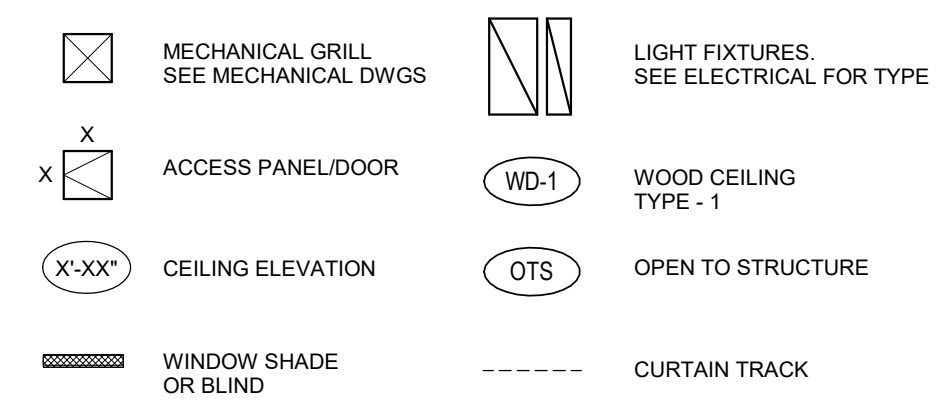 MECHANICAL GRILL
SEE MECHANICAL DWGS
X
X
ACCESS PANEL/DOOR
X'-XX"
CEILING ELEVATION
WINDOW SHADE
OR BLIND
LIGHT FIXTURES.
SEE ELECTRICAL FOR TYPE
WD-1
WOOD CEILING
TYPE - 1
OTS
OPEN TO STRUCTURE
CURTAIN TRACK